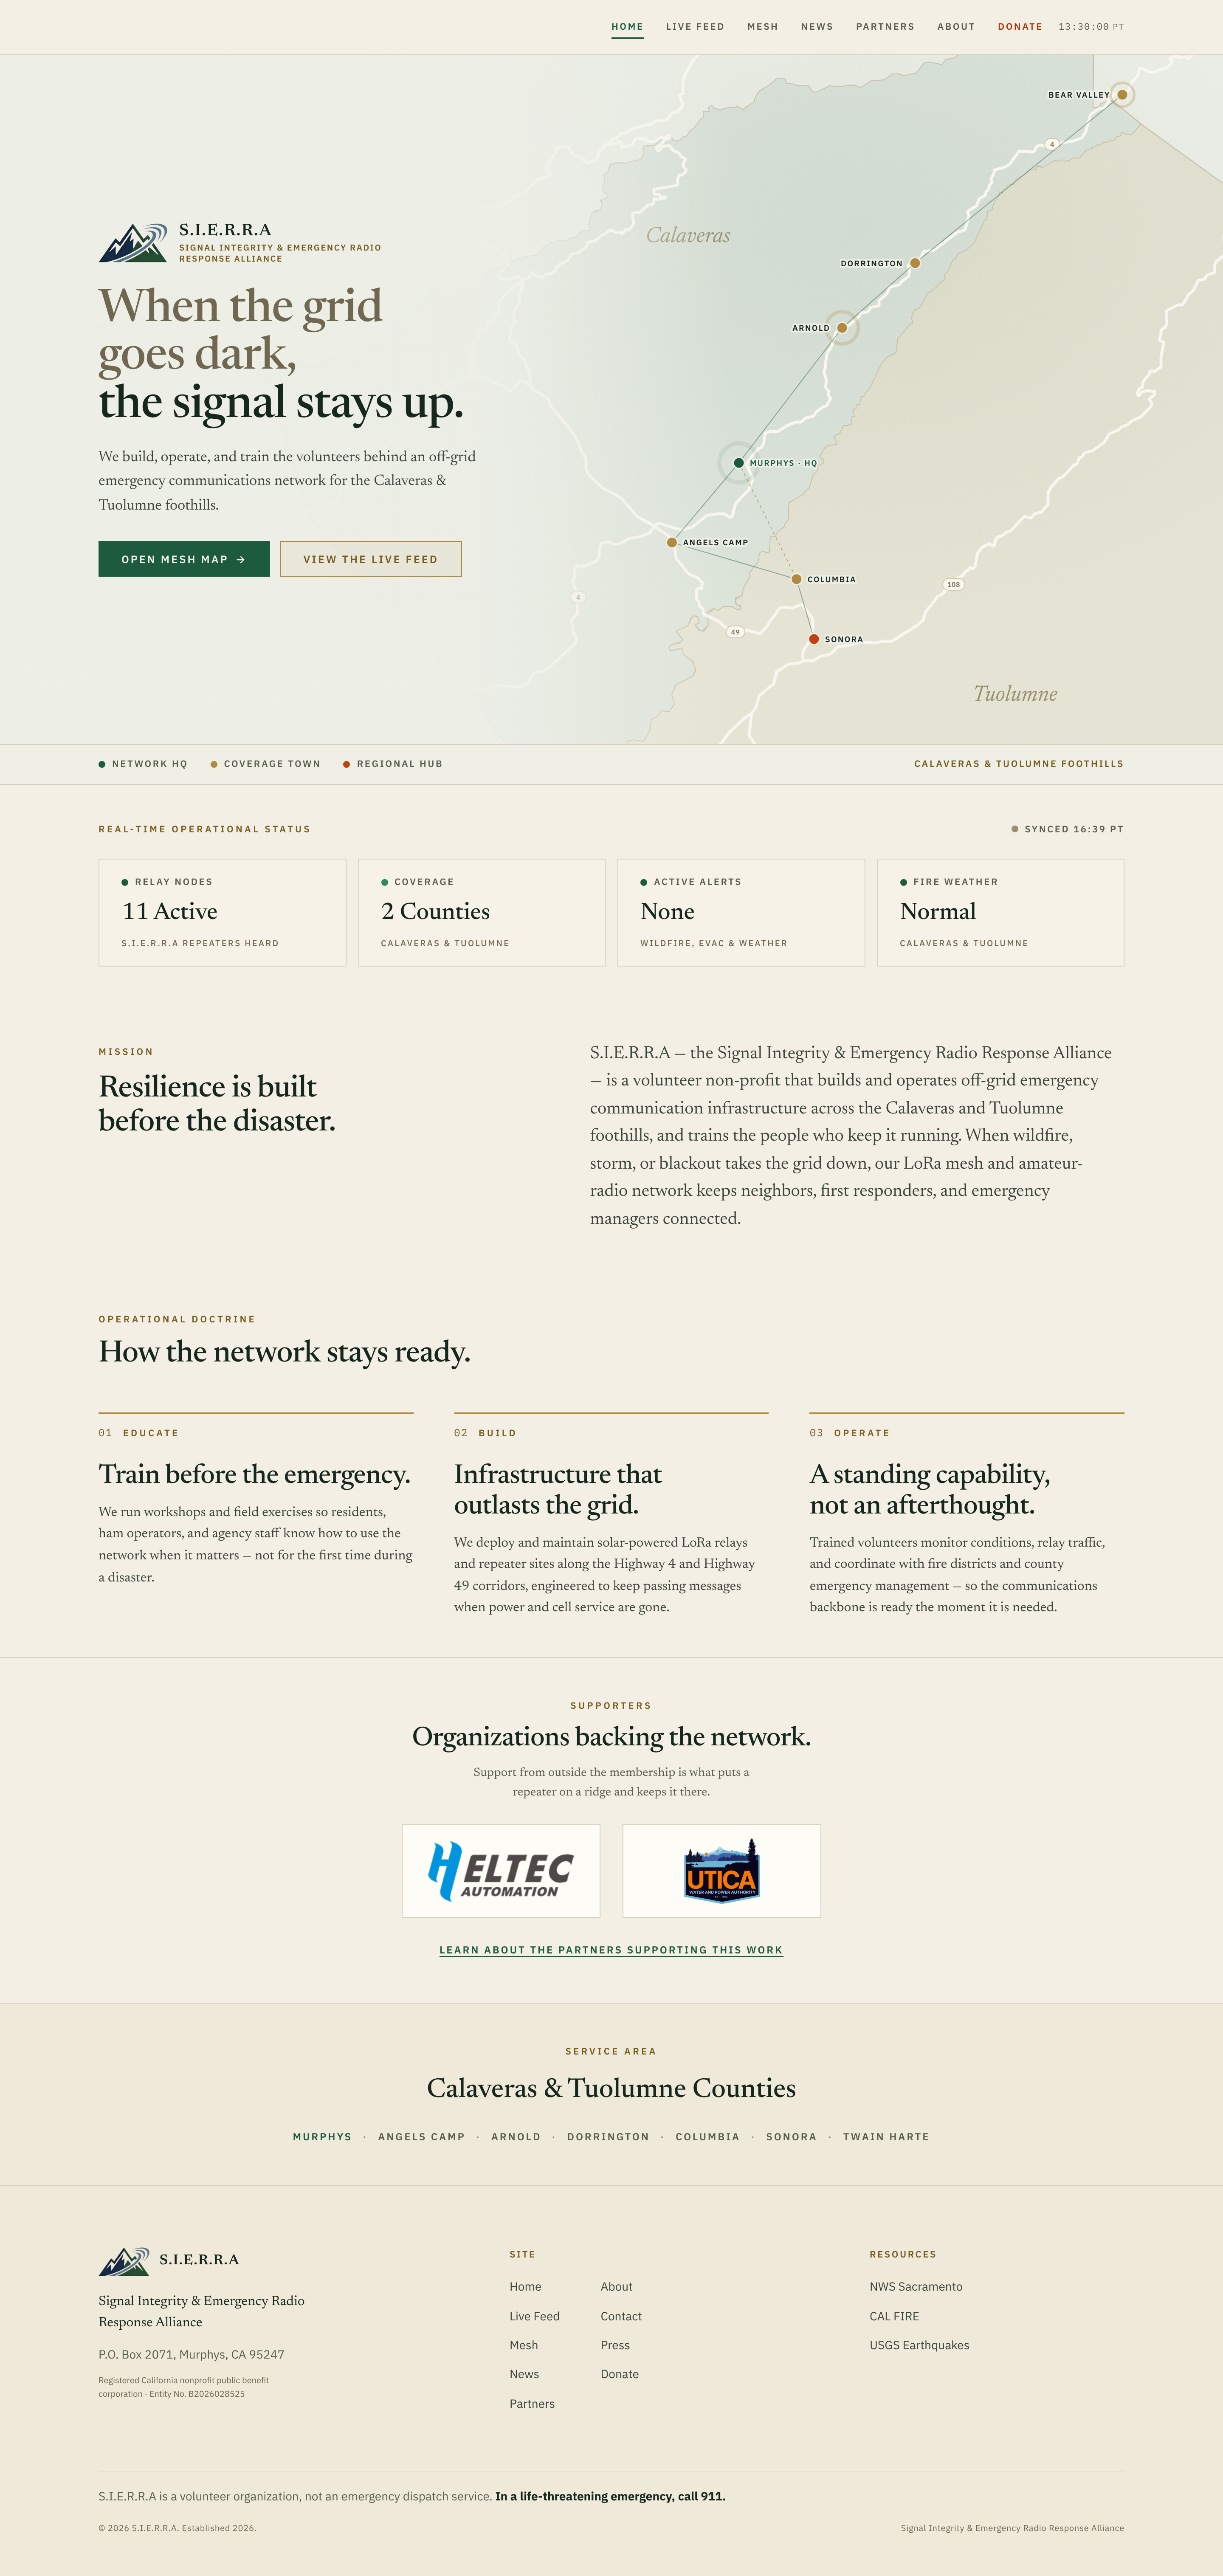 HOME LIVE FEED MESH NEWS PARTNERS ABOUT DONATE 13:30:00 PT
BEAR VALLEY
4
Calaveras
DORRINGTON
ARNOLD
S.I.E.R.R.A
SIGNAL INTEGRITY & EMERGENCY RADIO
RESPONSE ALLIANCE
When the grid
goes dark,
the signal stays up.
We build, operate, and train the volunteers behind an off-grid
emergency communications network for the Calaveras &
Tuolumne foothills.
OPEN MESH MAP → VIEW THE LIVE FEED
MURPHYS · HQ
ANGELS CAMP
COLUMBIA
108
4
49
SONORA
Tuolumne
NETWORK HQ COVERAGE TOWN REGIONAL HUB CALAVERAS & TUOLUMNE FOOTHILLS
REAL-TIME OPERATIONAL STATUS SYNCED 16:39 PT
RELAY NODES
11 Active
S.I.E.R.R.A REPEATERS HEARD
COVERAGE
2 Counties
CALAVERAS & TUOLUMNE
ACTIVE ALERTS
None
WILDFIRE, EVAC & WEATHER
FIRE WEATHER
Normal
CALAVERAS & TUOLUMNE
MISSION
Resilience is built
before the disaster.
S.I.E.R.R.A — the Signal Integrity & Emergency Radio Response Alliance
— is a volunteer non-profit that builds and operates off-grid emergency
communication infrastructure across the Calaveras and Tuolumne
foothills, and trains the people who keep it running. When wildfire,
storm, or blackout takes the grid down, our LoRa mesh and amateur-
radio network keeps neighbors, first responders, and emergency
managers connected.
OPERATIONAL DOCTRINE
How the network stays ready.
01 EDUCATE
Train before the emergency.
We run workshops and field exercises so residents,
ham operators, and agency staff know how to use the
network when it matters — not for the first time during
a disaster.
02 BUILD
Infrastructure that
outlasts the grid.
We deploy and maintain solar-powered LoRa relays
and repeater sites along the Highway 4 and Highway
49 corridors, engineered to keep passing messages
when power and cell service are gone.
03 OPERATE
A standing capability,
not an afterthought.
Trained volunteers monitor conditions, relay traffic,
and coordinate with fire districts and county
emergency management — so the communications
backbone is ready the moment it is needed.
SUPPORTERS
Organizations backing the network.
Support from outside the membership is what puts a
repeater on a ridge and keeps it there.
HELTEC
AUTOMATION
UTICA
WATER AND POWER AUTHORITY
LEARN ABOUT THE PARTNERS SUPPORTING THIS WORK
SERVICE AREA
Calaveras & Tuolumne Counties
MURPHYS · ANGELS CAMP · ARNOLD · DORRINGTON · COLUMBIA · SONORA · TWAIN HARTE
S.I.E.R.R.A
Signal Integrity & Emergency Radio
Response Alliance
P.O. Box 2071, Murphys, CA 95247
Registered California nonprofit public benefit
corporation · Entity No. B2026028525
SITE
Home About
Live Feed Contact
Mesh Press
News Donate
Partners
RESOURCES
NWS Sacramento
CAL FIRE
USGS Earthquakes
S.I.E.R.R.A is a volunteer organization, not an emergency dispatch service. In a life-threatening emergency, call 911.
© 2026 S.I.E.R.R.A. Established 2026. Signal Integrity & Emergency Radio Response Alliance